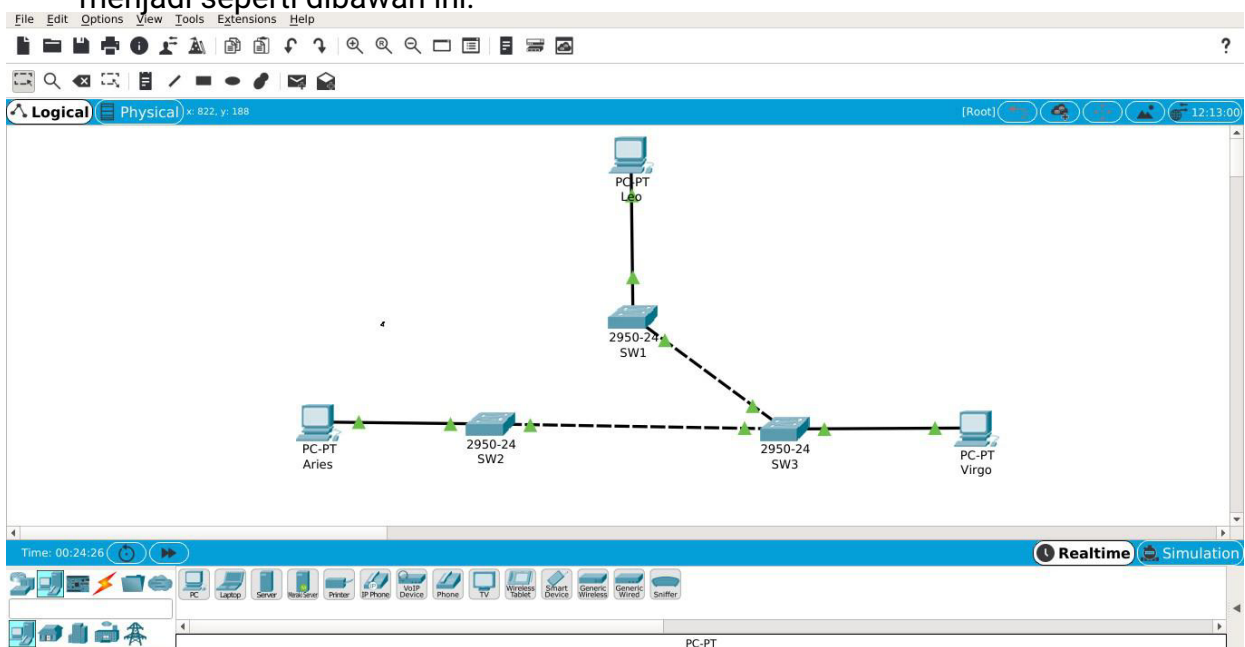 menjadi seperti dibawah ini.
File Edit Options View Tools Extensions Help
?
Logical Physical x: 822, y: 188 [Root] 12:13:00
PC-PT
Leo
2950-24
SW1
PC-PT
Aries
2950-24
SW2
2950-24
SW3
PC-PT
Virgo
Time: 00:24:26 Realtime Simulation
PC Laptop Server Printer IP Phone VoIP Device Phone TV Wireless Tablet Smart Device Generic Wireless Generic Wired Sniffer
PC-PT